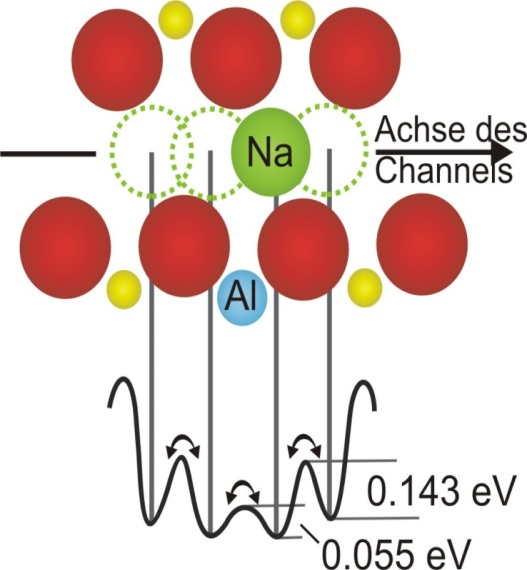 Na
Achse des
Channels
Al
0.143 eV
0.055 eV